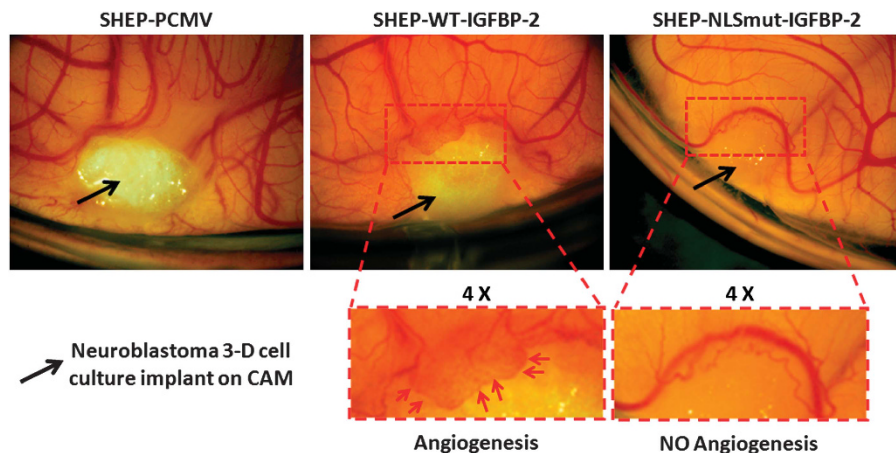 SHEP-PCMV
SHEP-WT-IGFBP-2
SHEP-NLSmut-IGFBP-2
4 X
4 X
Neuroblastoma 3-D cell
culture implant on CAM
Angiogenesis
NO Angiogenesis